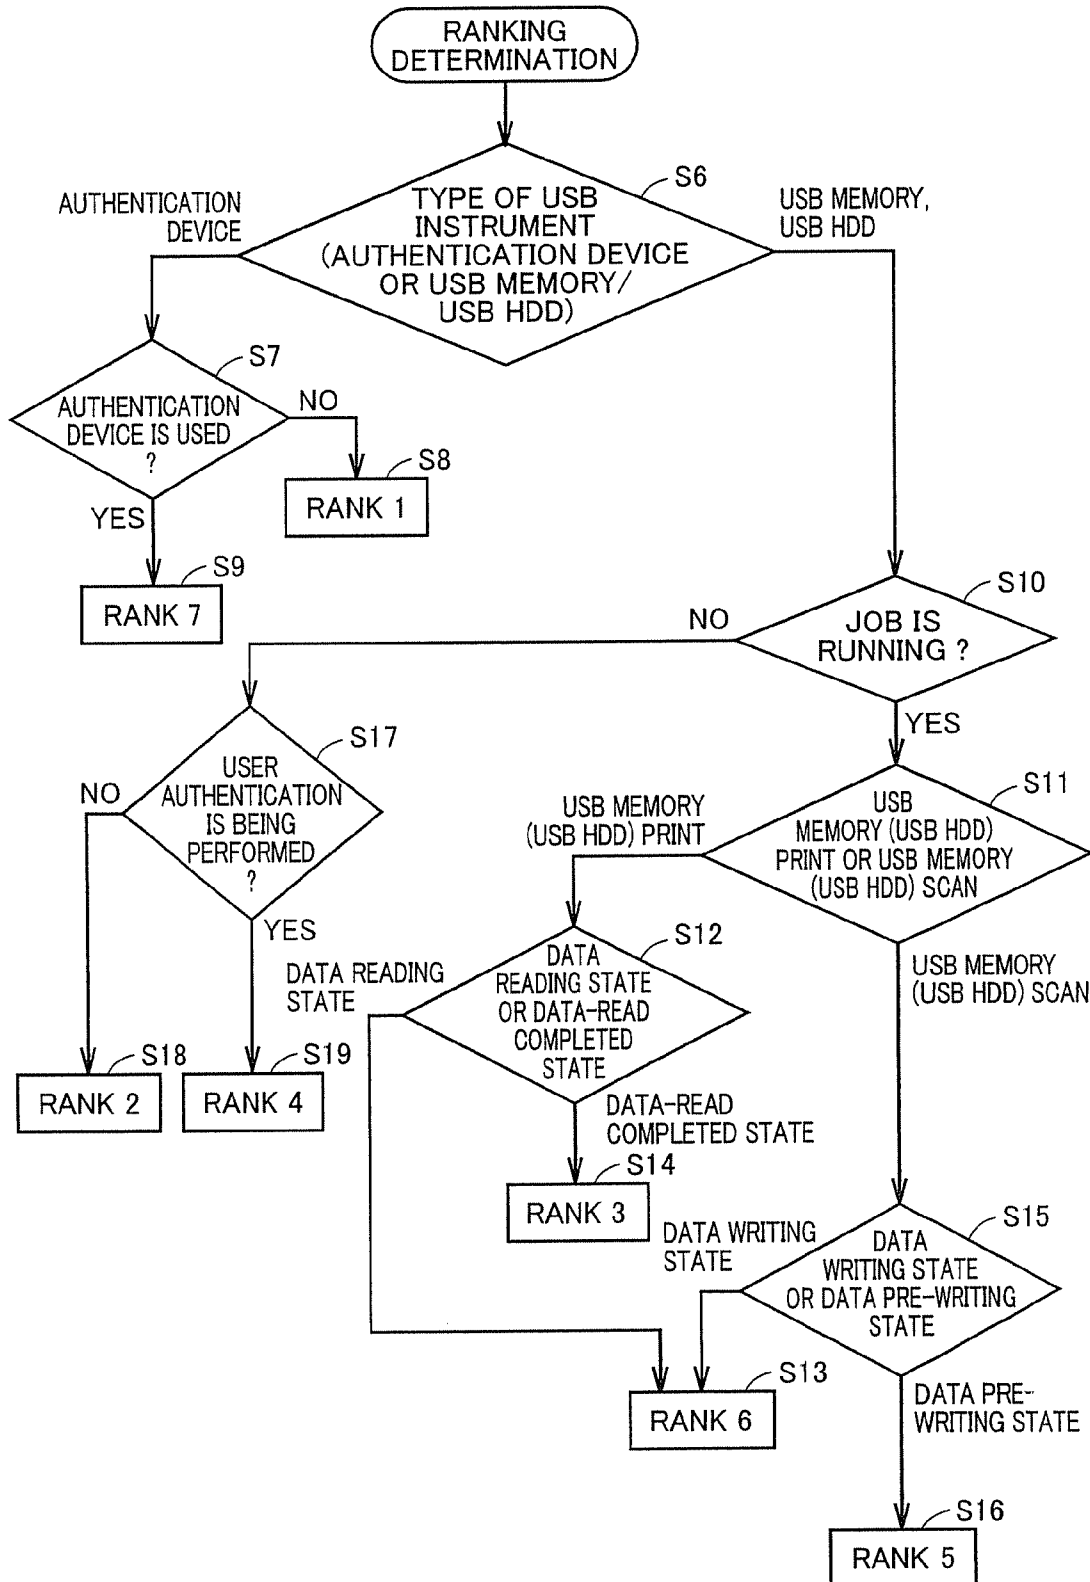 RANKING
DETERMINATION
S6
AUTHENTICATION
DEVICE
TYPE OF USB
INSTRUMENT
(AUTHENTICATION DEVICE
OR USB MEMORY/
USB HDD)
USB MEMORY,
USB HDD
S7
AUTHENTICATION
DEVICE IS USED
?
NO
S8
RANK 1
YES
S9
RANK 7
S10
JOB IS
RUNNING ?
NO
YES
S17
USER
AUTHENTICATION
IS BEING
PERFORMED
?
NO
YES
S11
USB
MEMORY (USB HDD)
PRINT OR USB MEMORY
(USB HDD) SCAN
USB MEMORY
(USB HDD) PRINT
S12
DATA
READING STATE
OR DATA-READ
COMPLETED
STATE
DATA READING
STATE
USB MEMORY
(USB HDD) SCAN
S18
RANK 2
S19
RANK 4
DATA-READ
COMPLETED STATE
S14
RANK 3
S15
DATA
WRITING STATE
OR DATA PRE-WRITING
STATE
DATA WRITING
STATE
S13
RANK 6
DATA PRE-
WRITING STATE
S16
RANK 5